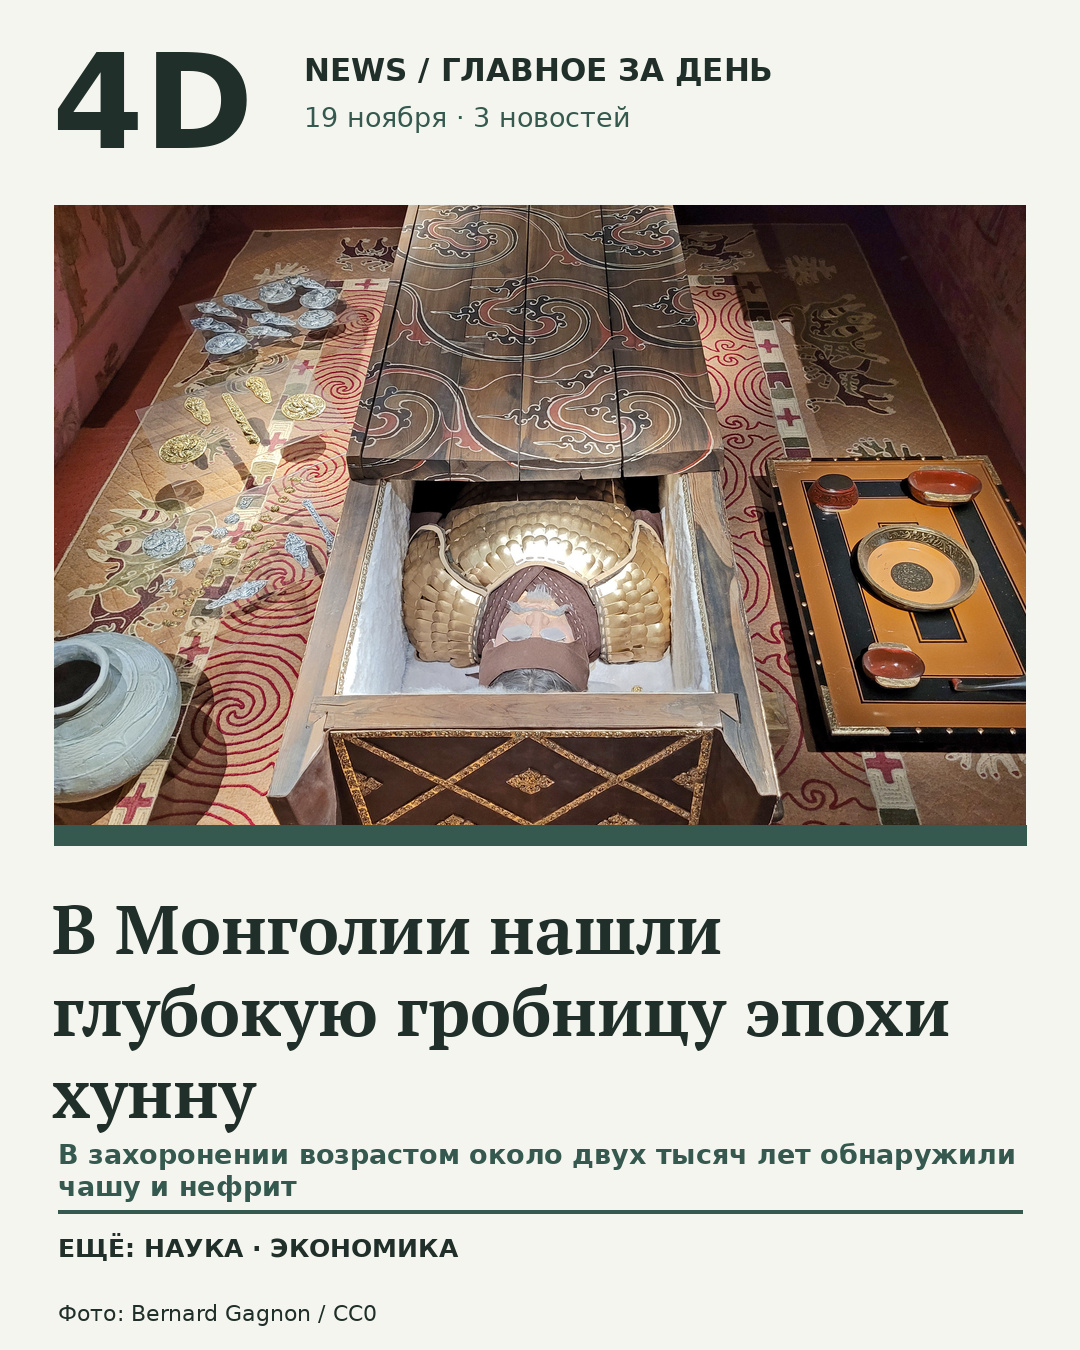 4D
NEWS / ГЛАВНОЕ ЗА ДЕНЬ
19 ноября · 3 новостей
В Монголии нашли
глубокую гробницу эпохи
хунну
В захоронении возрастом около двух тысяч лет обнаружили
чашу и нефрит
ЕЩЁ: НАУКА · ЭКОНОМИКА
Фото: Bernard Gagnon / CC0